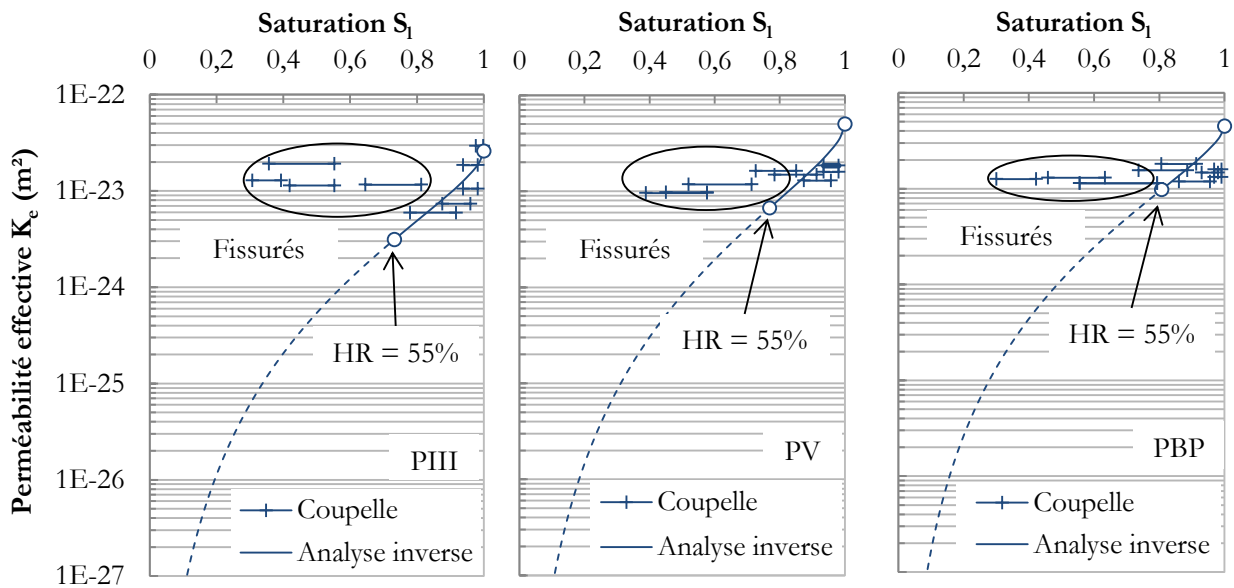 Saturation Sl
0 0,2 0,4 0,6 0,8 1
Saturation Sl
0 0,2 0,4 0,6 0,8 1
Saturation Sl
0 0,2 0,4 0,6 0,8 1
Perméabilité effective Ke (m²)
1E-22
1E-23
1E-24
1E-25
1E-26
1E-27
Fissurés
HR = 55%
PIII
Coupelle
Analyse inverse
Fissurés
HR = 55%
PV
Coupelle
Analyse inverse
Fissurés
HR = 55%
PBP
Coupelle
Analyse inverse